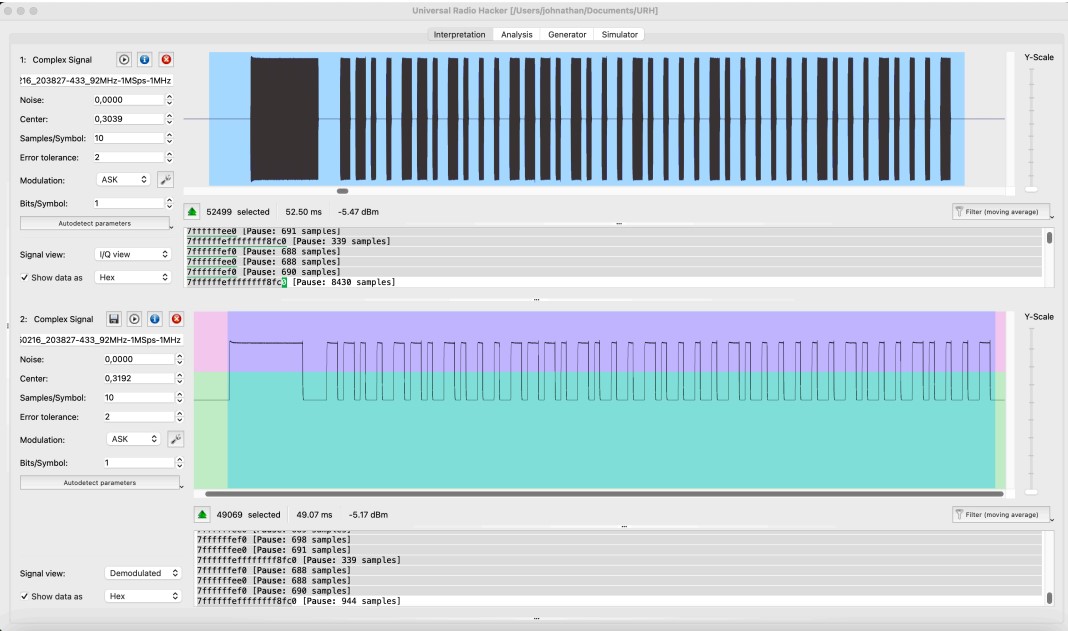 Universal Radio Hacker [/Users/johnathan/Documents/URH]
Interpretation Analysis Generator Simulator
1: Complex Signal
Y-Scale
216_203827-433_92MHz-1MSps-1MHz
Noise: 0,0000
Center: 0,3039
Samples/Symbol: 10
Error tolerance: 2
Modulation: ASK
Bits/Symbol: 1
Autodetect parameters
52499 selected 52.50 ms -5.47 dBm
Filter (moving average)
Signal view: I/Q view
Show data as Hex
7ffffffee0 [Pause: 691 samples]
7ffffffeffffffff8fc0 [Pause: 339 samples]
7ffffffef0 [Pause: 688 samples]
7ffffffee0 [Pause: 688 samples]
7ffffffef0 [Pause: 690 samples]
7ffffffeffffffff8fc0 [Pause: 8430 samples]
2: Complex Signal
Y-Scale
0216_203827-433_92MHz-1MSps-1MHz
Noise: 0,0000
Center: 0,3192
Samples/Symbol: 10
Error tolerance: 2
Modulation: ASK
Bits/Symbol: 1
Autodetect parameters
49069 selected 49.07 ms -5.17 dBm
Filter (moving average)
7ffffffef0 [Pause: 698 samples]
7ffffffee0 [Pause: 691 samples]
7ffffffeffffffff8fc0 [Pause: 339 samples]
7ffffffef0 [Pause: 688 samples]
7ffffffee0 [Pause: 688 samples]
7ffffffef0 [Pause: 690 samples]
7ffffffeffffffff8fc0 [Pause: 944 samples]
Signal view: Demodulated
Show data as Hex